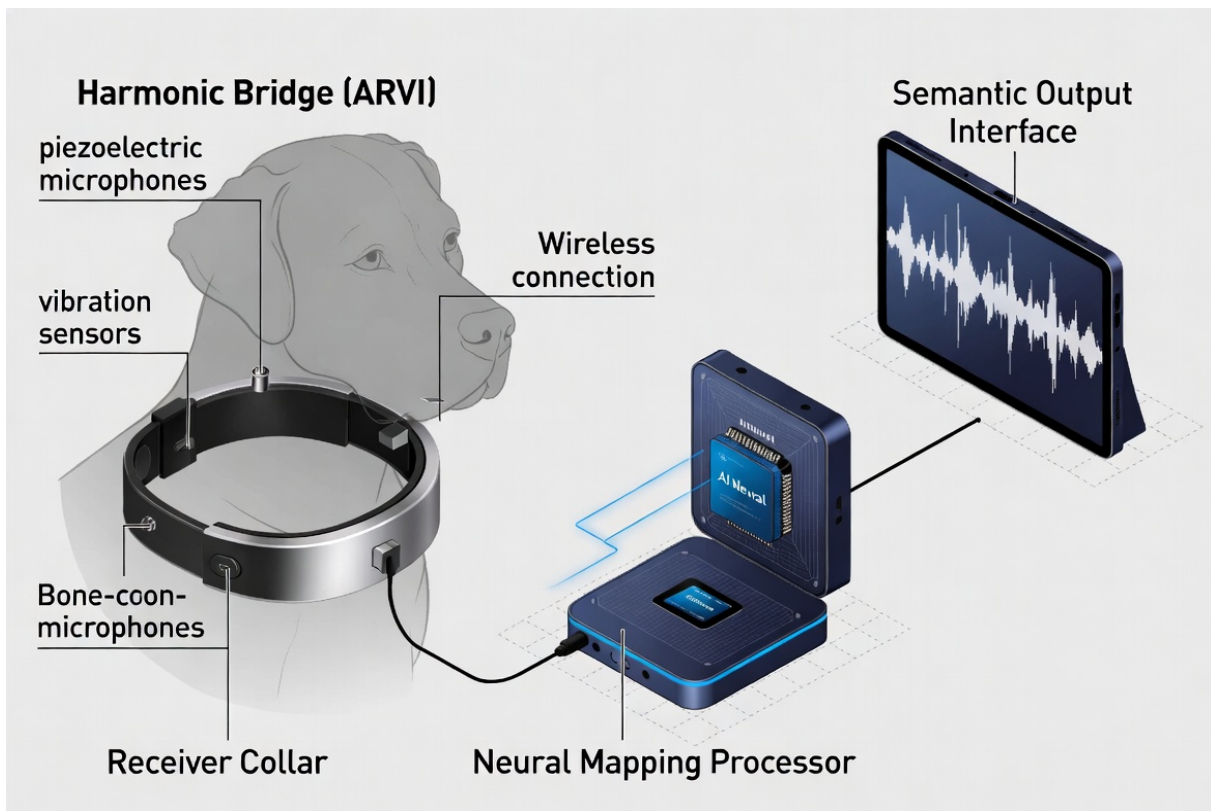 Harmonic Bridge (ARVI)
piezoelectric
microphones
vibration
sensors
Bone-coon-
microphones
Receiver Collar
Wireless
connection
Neural Mapping Processor
AI Neural
Semantic Output
Interface